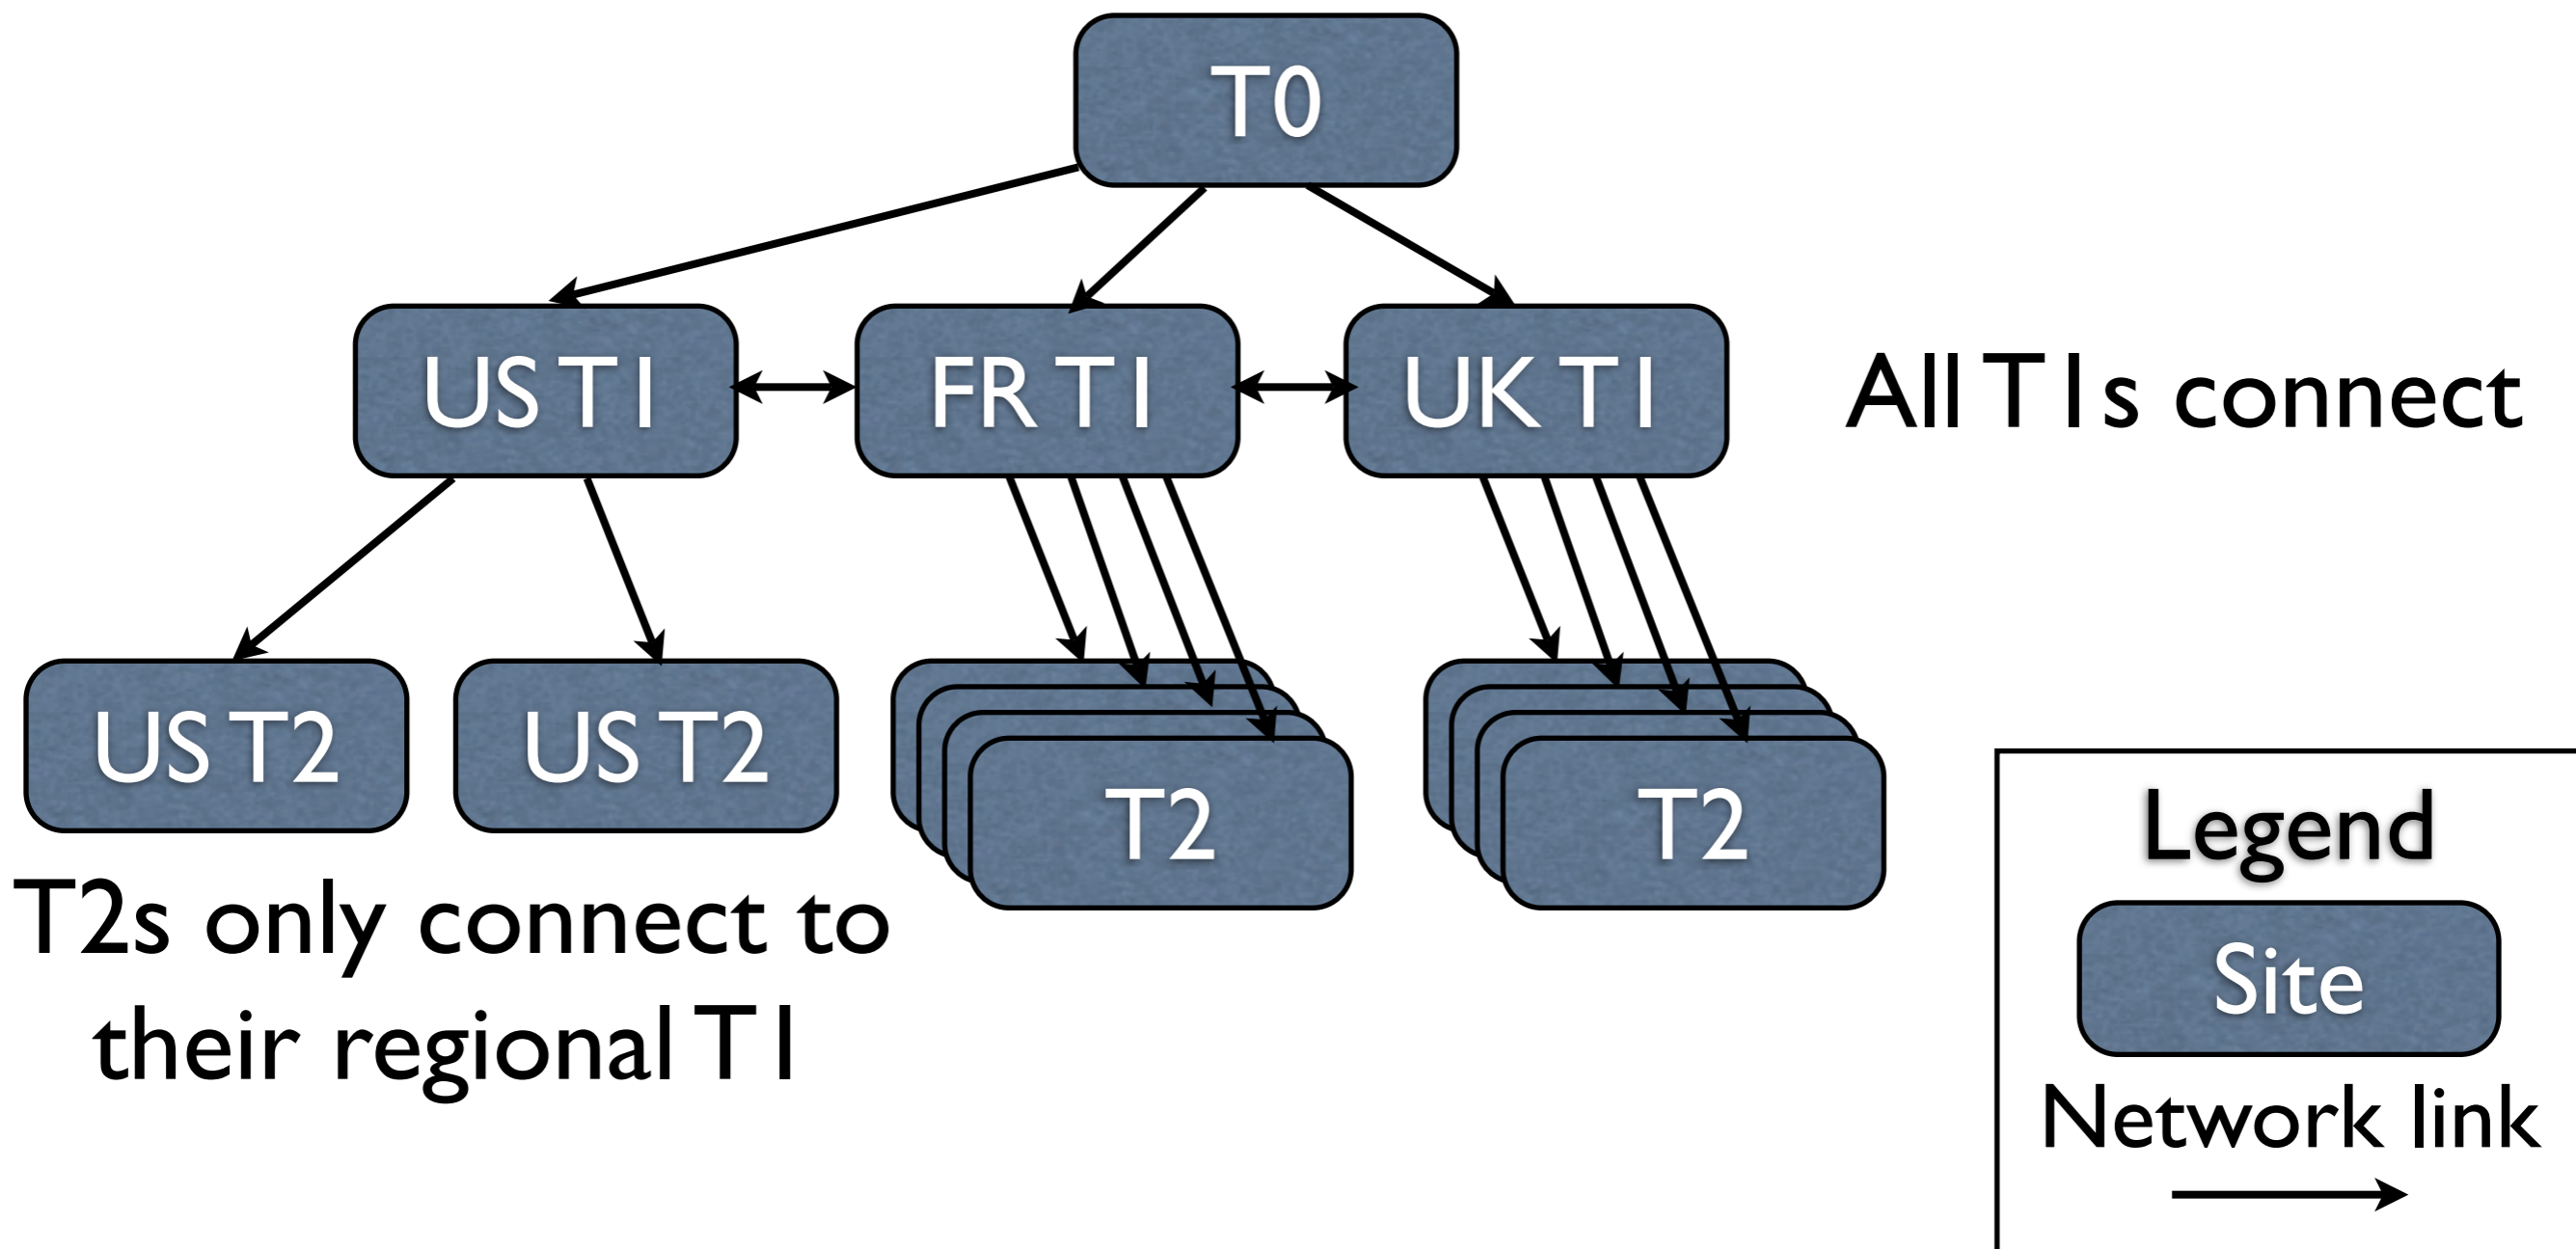 T0
US T1
FR T1
UK T1
All T1s connect
US T2
US T2
T2
T2
T2s only connect to
their regional T1
Legend
Site
Network link